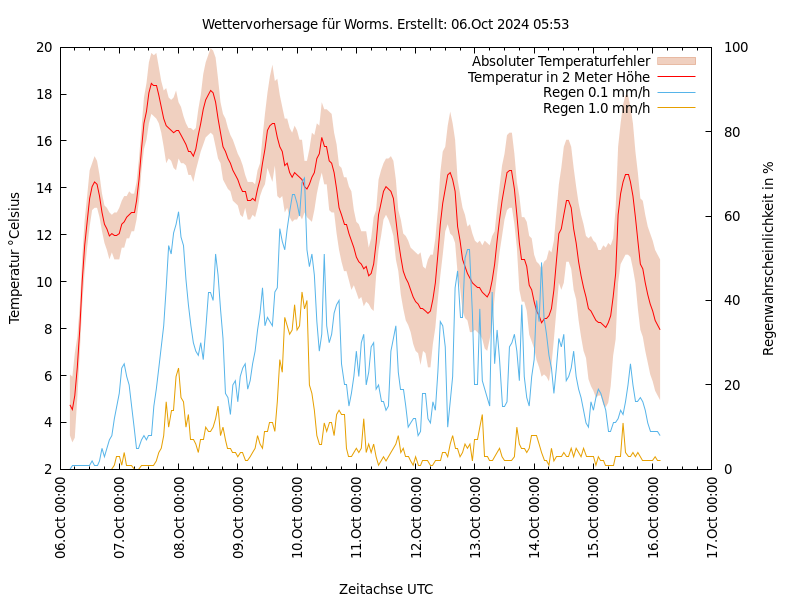 Wettervorhersage für Worms. Erstellt: 06.Oct 2024 05:53
Absoluter Temperaturfehler
Temperatur in 2 Meter Höhe
Regen 0.1 mm/h
Regen 1.0 mm/h
Temperatur °Celsius
20
18
16
14
12
10
8
6
4
2
100
80
60
40
20
0
Regenwahrscheinlichkeit in %
06.Oct 00:00
07.Oct 00:00
08.Oct 00:00
09.Oct 00:00
10.Oct 00:00
11.Oct 00:00
12.Oct 00:00
13.Oct 00:00
14.Oct 00:00
15.Oct 00:00
16.Oct 00:00
17.Oct 00:00
Zeitachse UTC